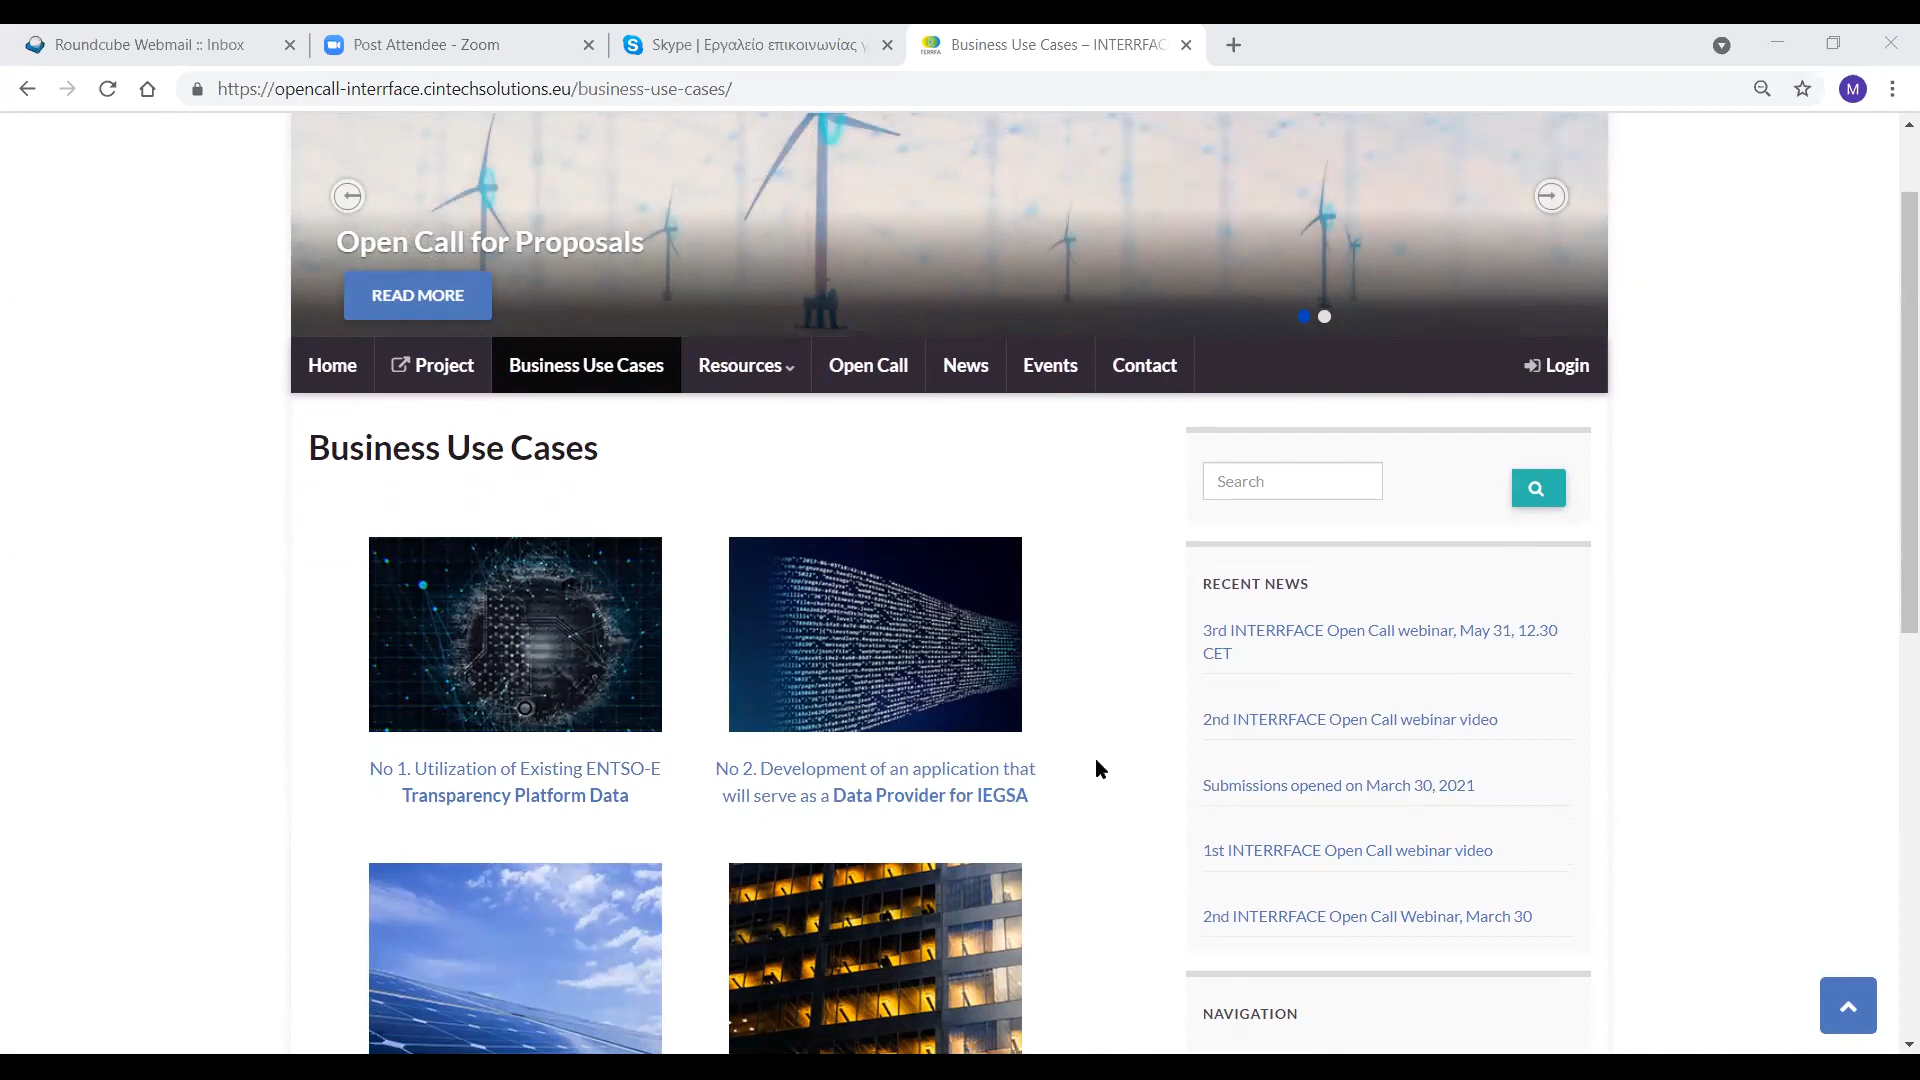 Roundcube Webmail :: Inbox
Post Attendee - Zoom
Skype | Εργαλείο επικοινωνίας
Business Use Cases – INTERRFAC
https://opencall-interrface.cintechsolutions.eu/business-use-cases/
M
Open Call for Proposals
READ MORE
Home
Project
Business Use Cases
Resources
Open Call
News
Events
Contact
Login
Business Use Cases
Search
No 1. Utilization of Existing ENTSO-E
Transparency Platform Data
No 2. Development of an application that
will serve as a Data Provider for IEGSA
RECENT NEWS
3rd INTERRFACE Open Call webinar, May 31, 12.30
CET
2nd INTERRFACE Open Call webinar video
Submissions opened on March 30, 2021
1st INTERRFACE Open Call webinar video
2nd INTERRFACE Open Call Webinar, March 30
NAVIGATION